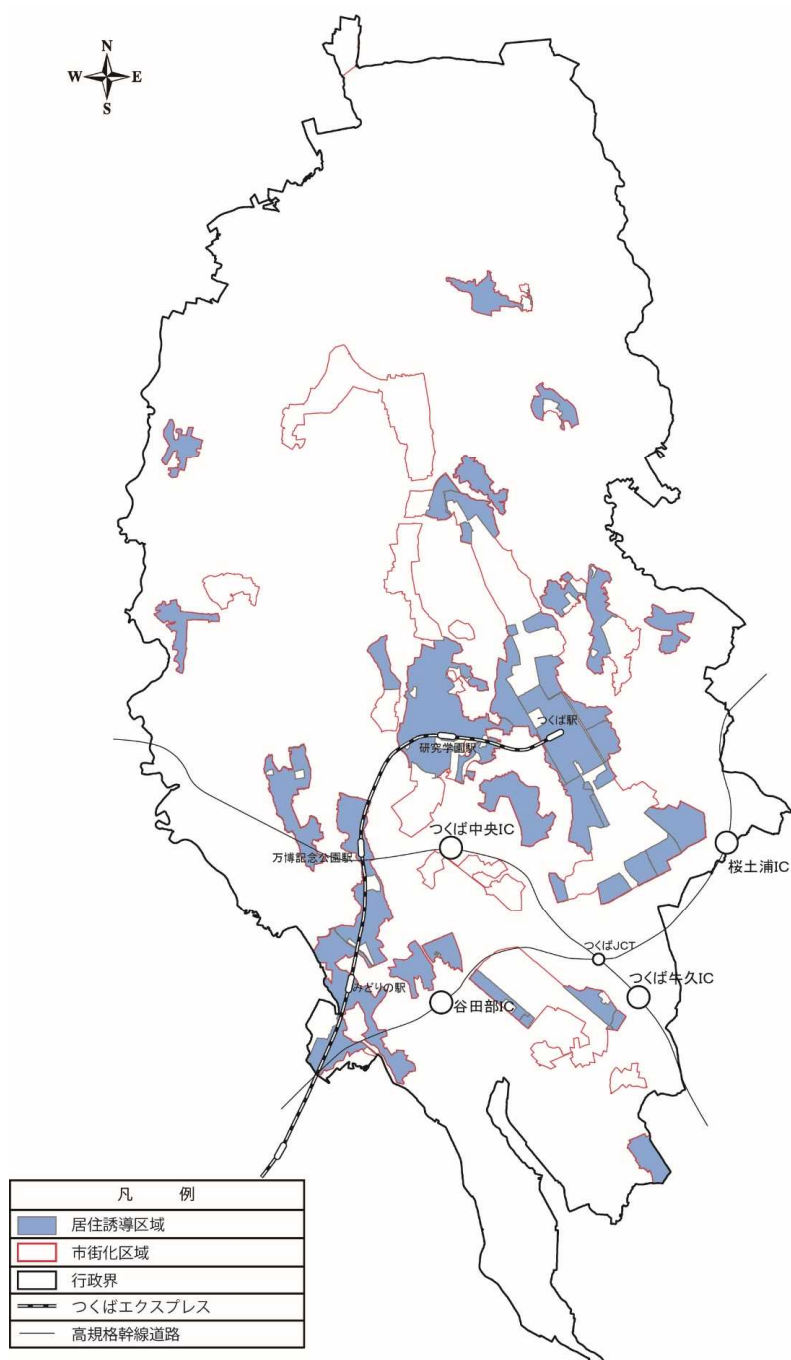 N
W E
S
つくば駅
研究学園駅
つくば中央IC
万博記念公園駅
桜土浦IC
つくばJCT
みどりの駅
谷田部IC
つくば牛久IC
凡 例
居住誘導区域
市街化区域
行政界
つくばエクスプレス
高規格幹線道路